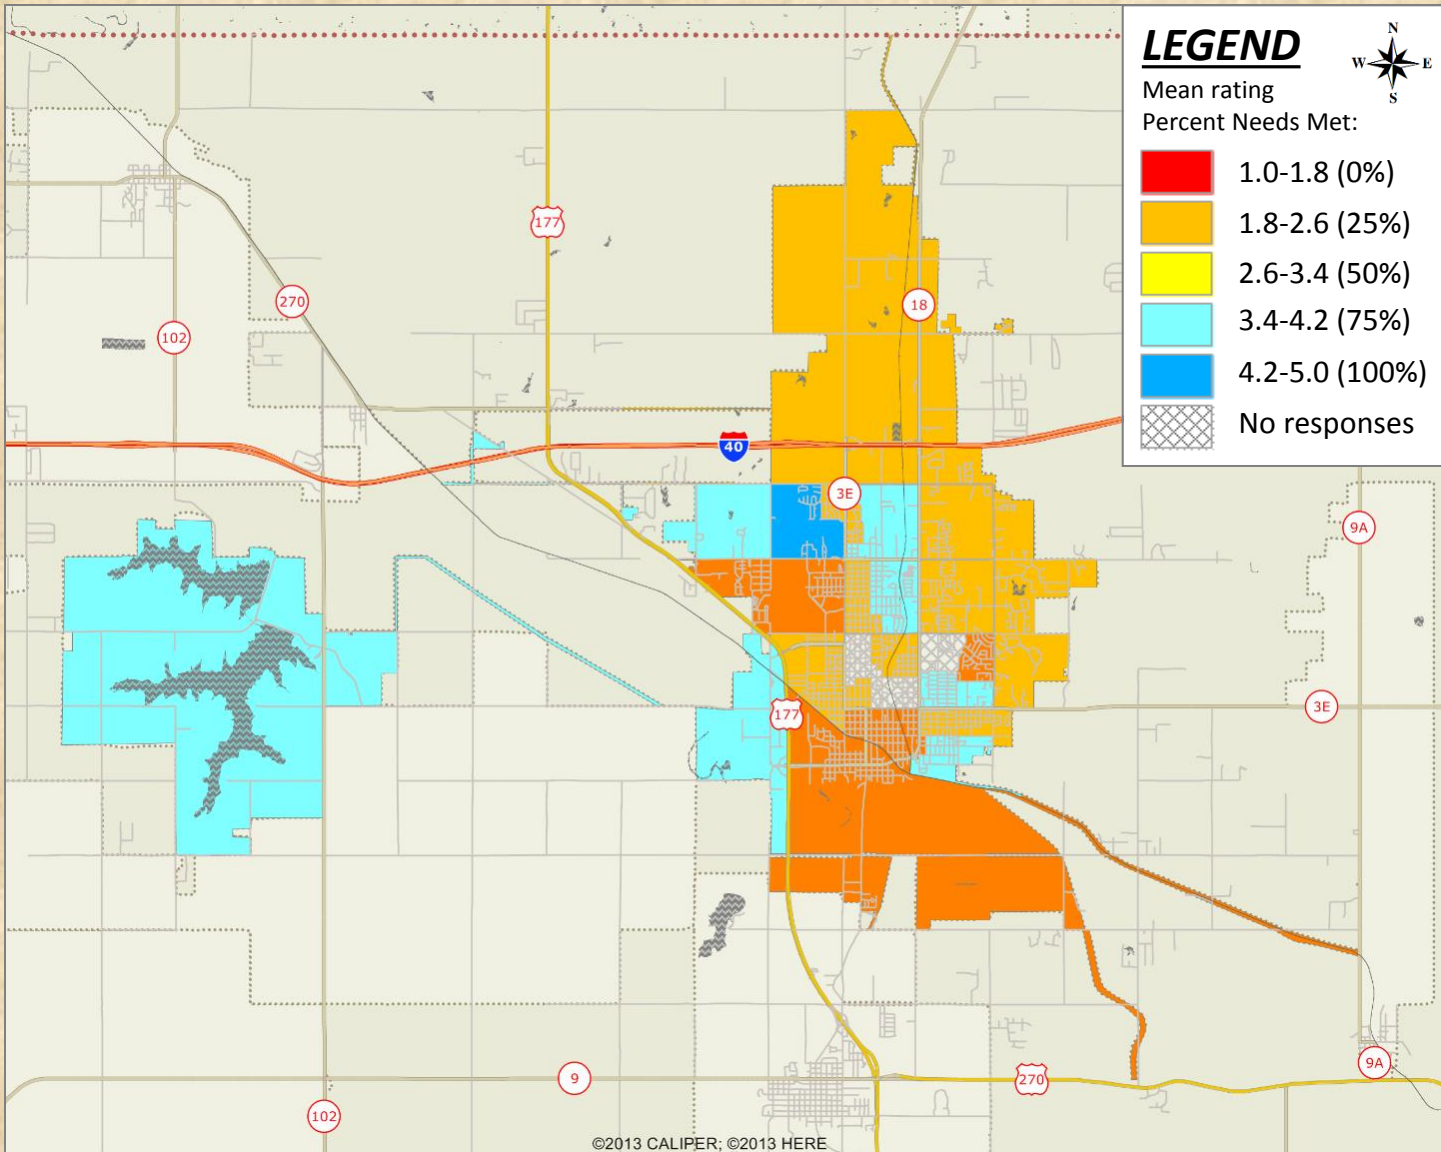 LEGEND
N
W E
S
Mean rating
Percent Needs Met:
1.0-1.8 (0%)
1.8-2.6 (25%)
2.6-3.4 (50%)
3.4-4.2 (75%)
4.2-5.0 (100%)
No responses
177
270
18
102
40
3E
9A
177
3E
9
270
9A
102
©2013 CALIPER; ©2013 HERE